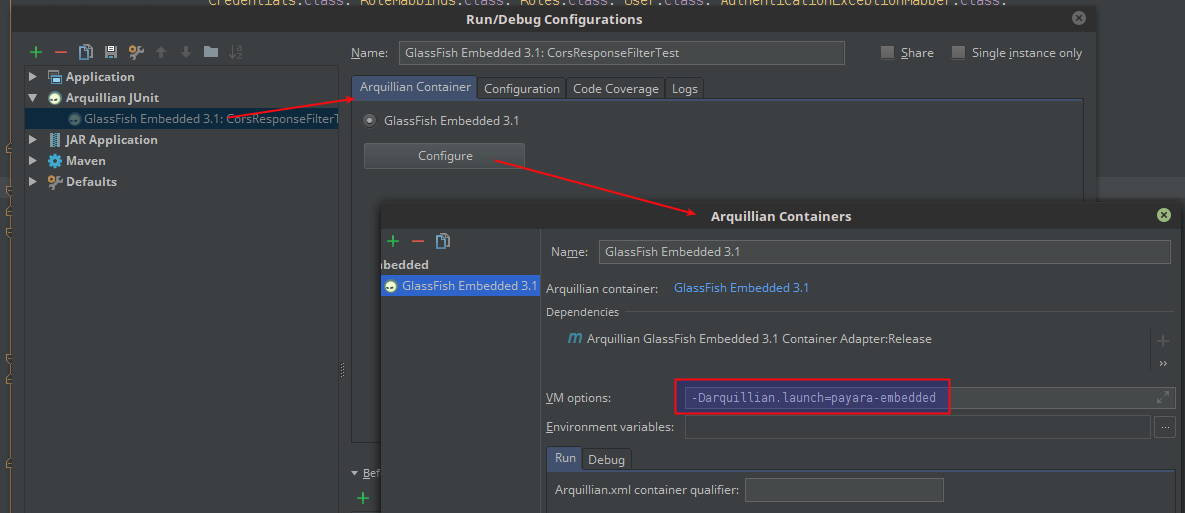 Credentials.class, RoleMappings.class, Roles.class, User.class, AuthenticationExceptionMapper.class,
Run/Debug Configurations
Name: GlassFish Embedded 3.1: CorsResponseFilterTest
Share
Single instance only
Application
Arquillian JUnit
GlassFish Embedded 3.1: CorsResponseFilterT
JAR Application
Maven
Defaults
Arquillian Container Configuration Code Coverage Logs
GlassFish Embedded 3.1
Configure
Bef
Arquillian Containers
nbedded
GlassFish Embedded 3.1
Name: GlassFish Embedded 3.1
Arquillian container: GlassFish Embedded 3.1
Dependencies
m Arquillian GlassFish Embedded 3.1 Container Adapter:Release
VM options: -Darquillian.launch=payara-embedded
Environment variables: ...
Run Debug
Arquillian.xml container qualifier: